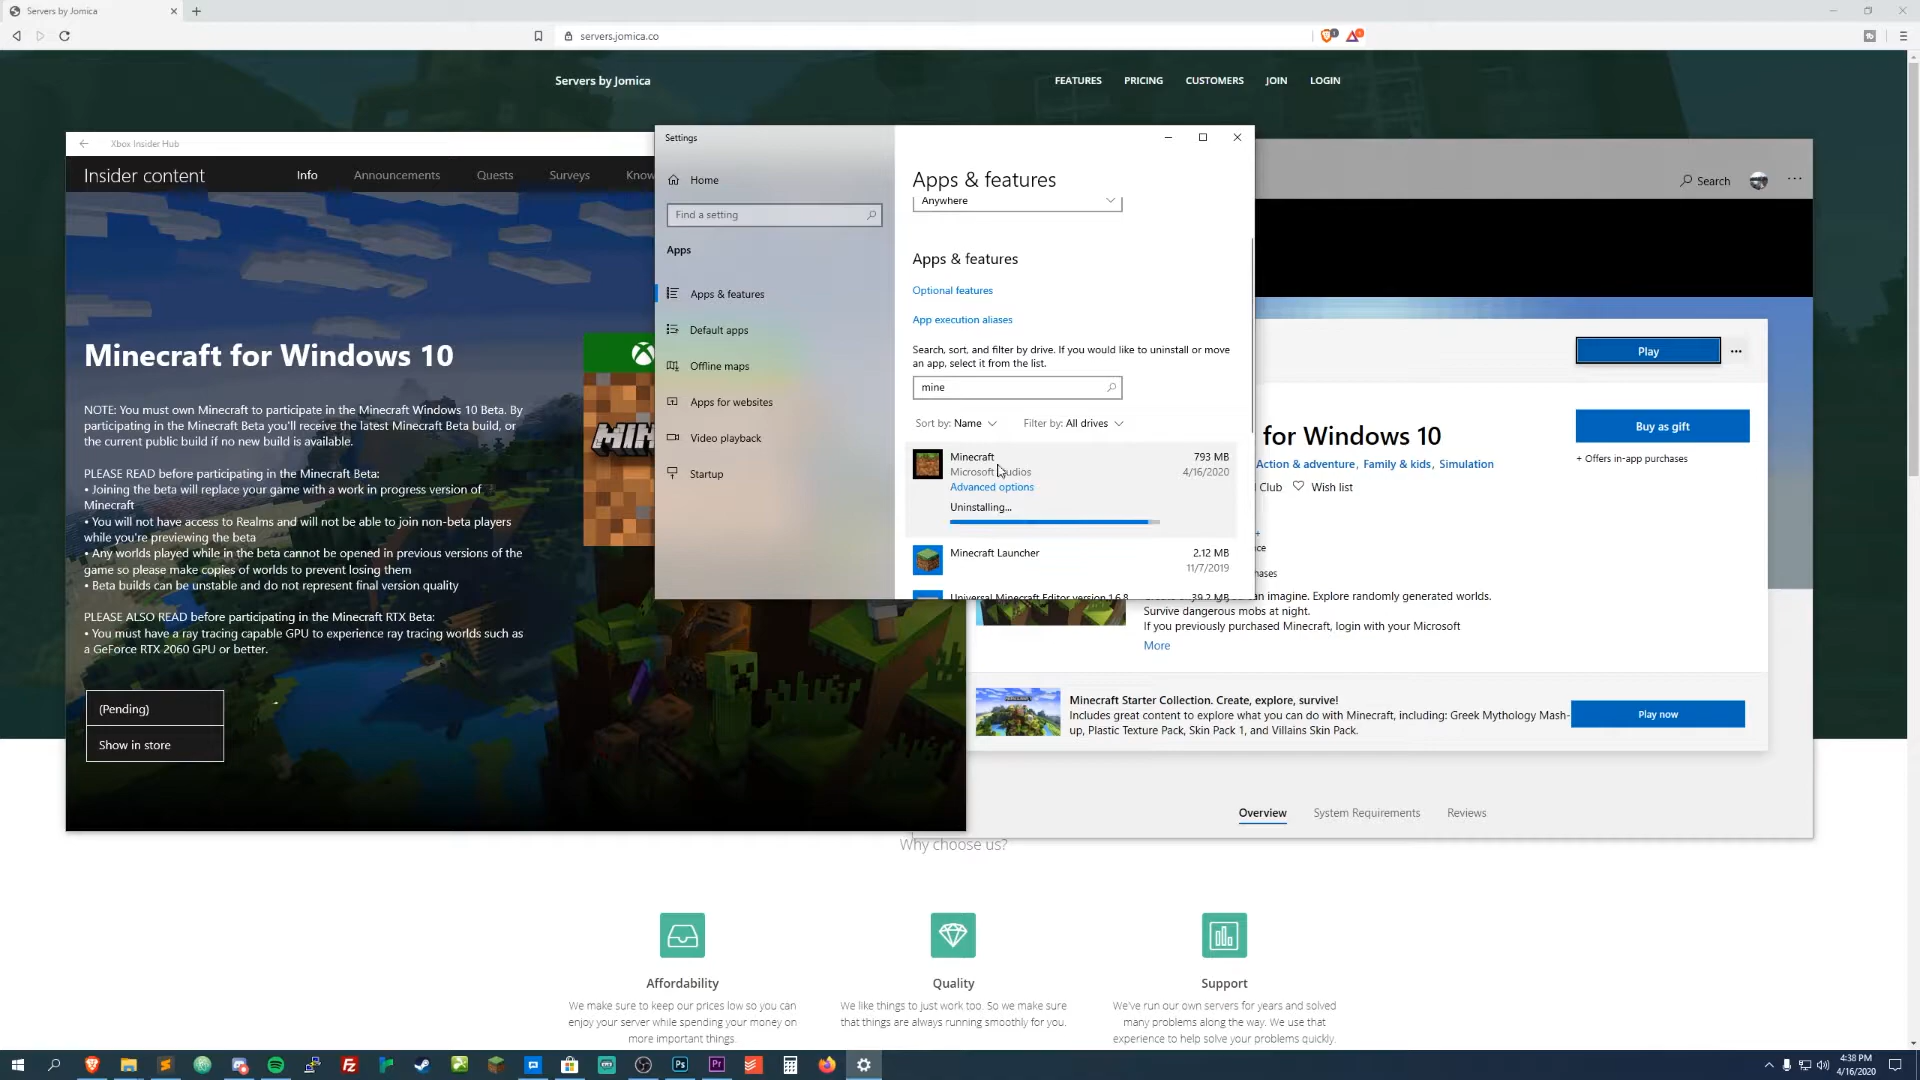 Servers by Jomica
servers.jomica.co
Servers by Jomica
FEATURES
PRICING
CUSTOMERS
JOIN
LOGIN
Xbox Insider Hub
Insider content
Info
Announcements
Quests
Surveys
Know
Minecraft for Windows 10
NOTE: You must own Minecraft to participate in the Minecraft Windows 10 Beta. By
participating in the Minecraft Beta you'll receive the latest Minecraft Beta build, or
the current public build if no new build is available.
PLEASE READ before participating in the Minecraft Beta:
• Joining the beta will replace your game with a work in progress version of
Minecraft
• You will not have access to Realms and will not be able to join non-beta players
while you're previewing the beta
• Any worlds played while in the beta cannot be opened in previous versions of the
game so please make copies of worlds to prevent losing them
• Beta builds can be unstable and do not represent final version quality
PLEASE ALSO READ before participating in the Minecraft RTX Beta:
• You must have a ray tracing capable GPU to experience ray tracing worlds such as
a GeForce RTX 2060 GPU or better.
(Pending)
Show in store
Settings
Home
Find a setting
Apps
Apps & features
Default apps
Offline maps
Apps for websites
Video playback
Startup
Apps & features
Anywhere
Apps & features
Optional features
App execution aliases
Search, sort, and filter by drive. If you would like to uninstall or move
an app, select it from the list.
mine
Sort by: Name
Filter by: All drives
Minecraft
793 MB
Microsoft
4/16/2020
Advanced options
Uninstalling...
Minecraft Launcher
2.12 MB
11/7/2019
Universal Minecraft Editor version 1.6.8
39.2 MB
Search
Play
Buy as gift
+ Offers in-app purchases
for Windows 10
Action & adventure, Family & kids, Simulation
Club
Wish list
can imagine. Explore randomly generated worlds.
Survive dangerous mobs at night.
If you previously purchased Minecraft, login with your Microsoft
More
Minecraft Starter Collection. Create, explore, survive!
Includes great content to explore what you can do with Minecraft, including: Greek Mythology Mash-
up, Plastic Texture Pack, Skin Pack 1, and Villains Skin Pack.
Play now
Overview
System Requirements
Reviews
Why choose us?
Affordability
We make sure to keep our prices low so you can
enjoy your server while spending your money on
more important things.
Quality
We like things to just work too. So we make sure
that things are always running smoothly for you.
Support
We've run our own servers for years and solved
many problems along the way. We use that
experience to help solve your problems quickly.
4:38 PM
4/16/2020